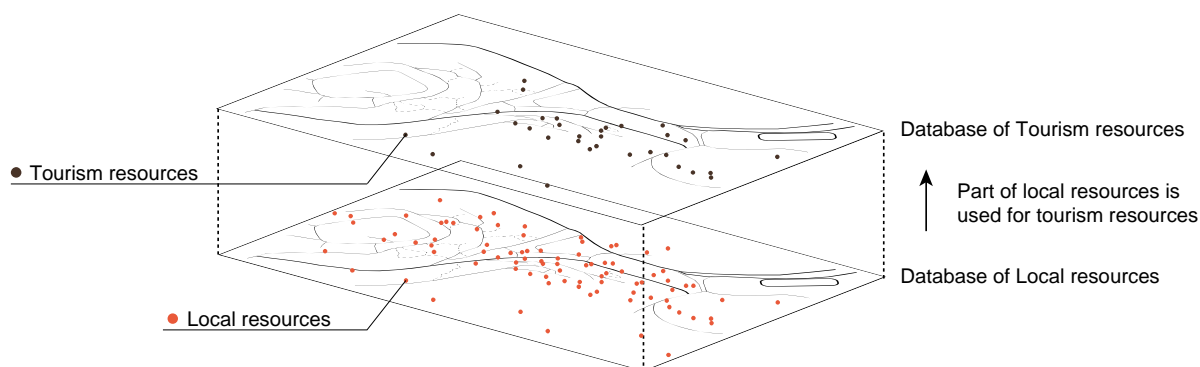 Database of Tourism resources
Tourism resources
Part of local resources is
used for tourism resources
Database of Local resources
Local resources